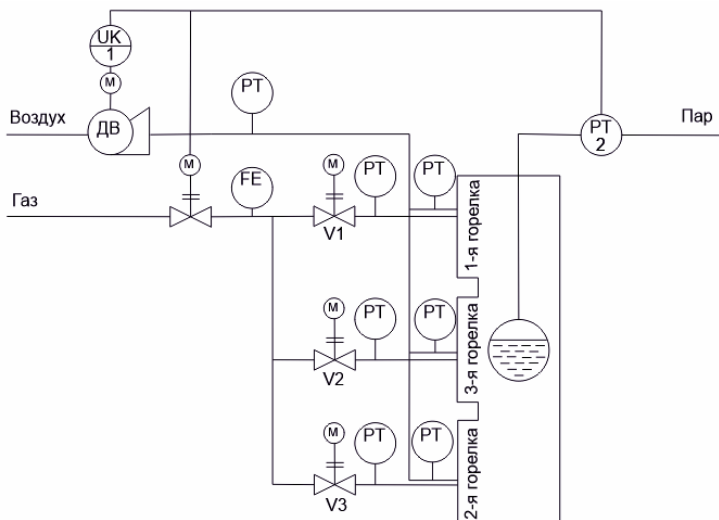 UK
1
M
PT
Воздух
ДВ
PT
2
Пар
M
M
PT
PT
Газ
FE
V1
1-я горелка
M
PT
PT
V2
3-я горелка
M
PT
PT
V3
2-я горелка